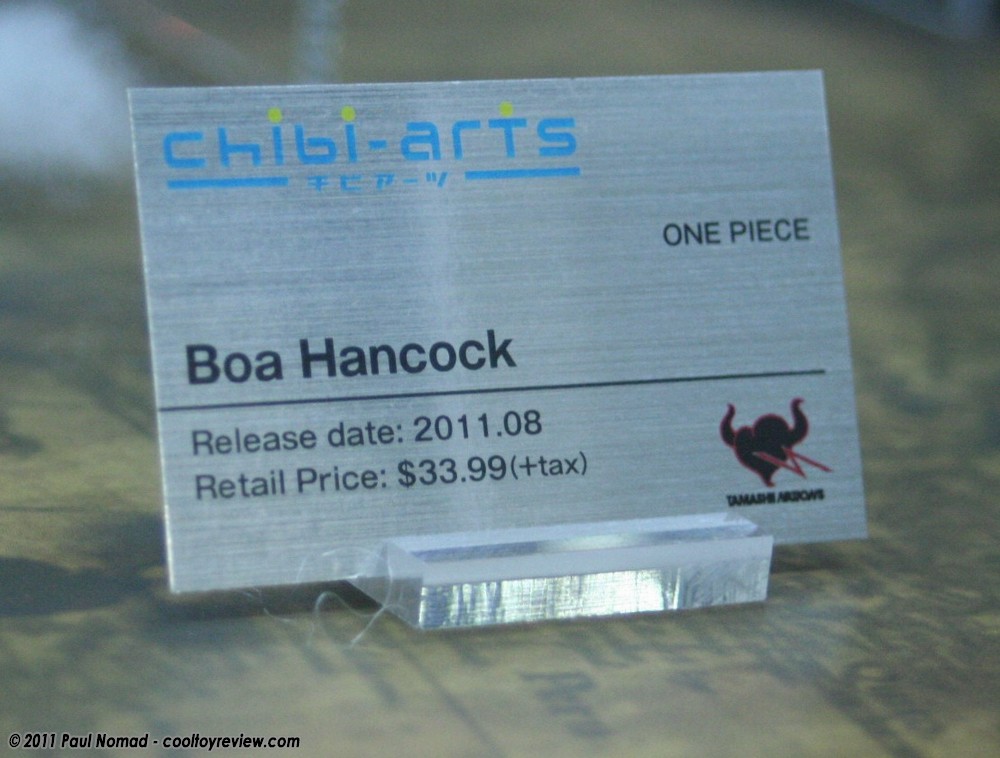 chibi-arts
チビアーツ
ONE PIECE
Boa Hancock
Release date: 2011.08
Retail Price: $33.99(+tax)
TAMASHII NATIONS
© 2011 Paul Nomad - cooltoyreview.com